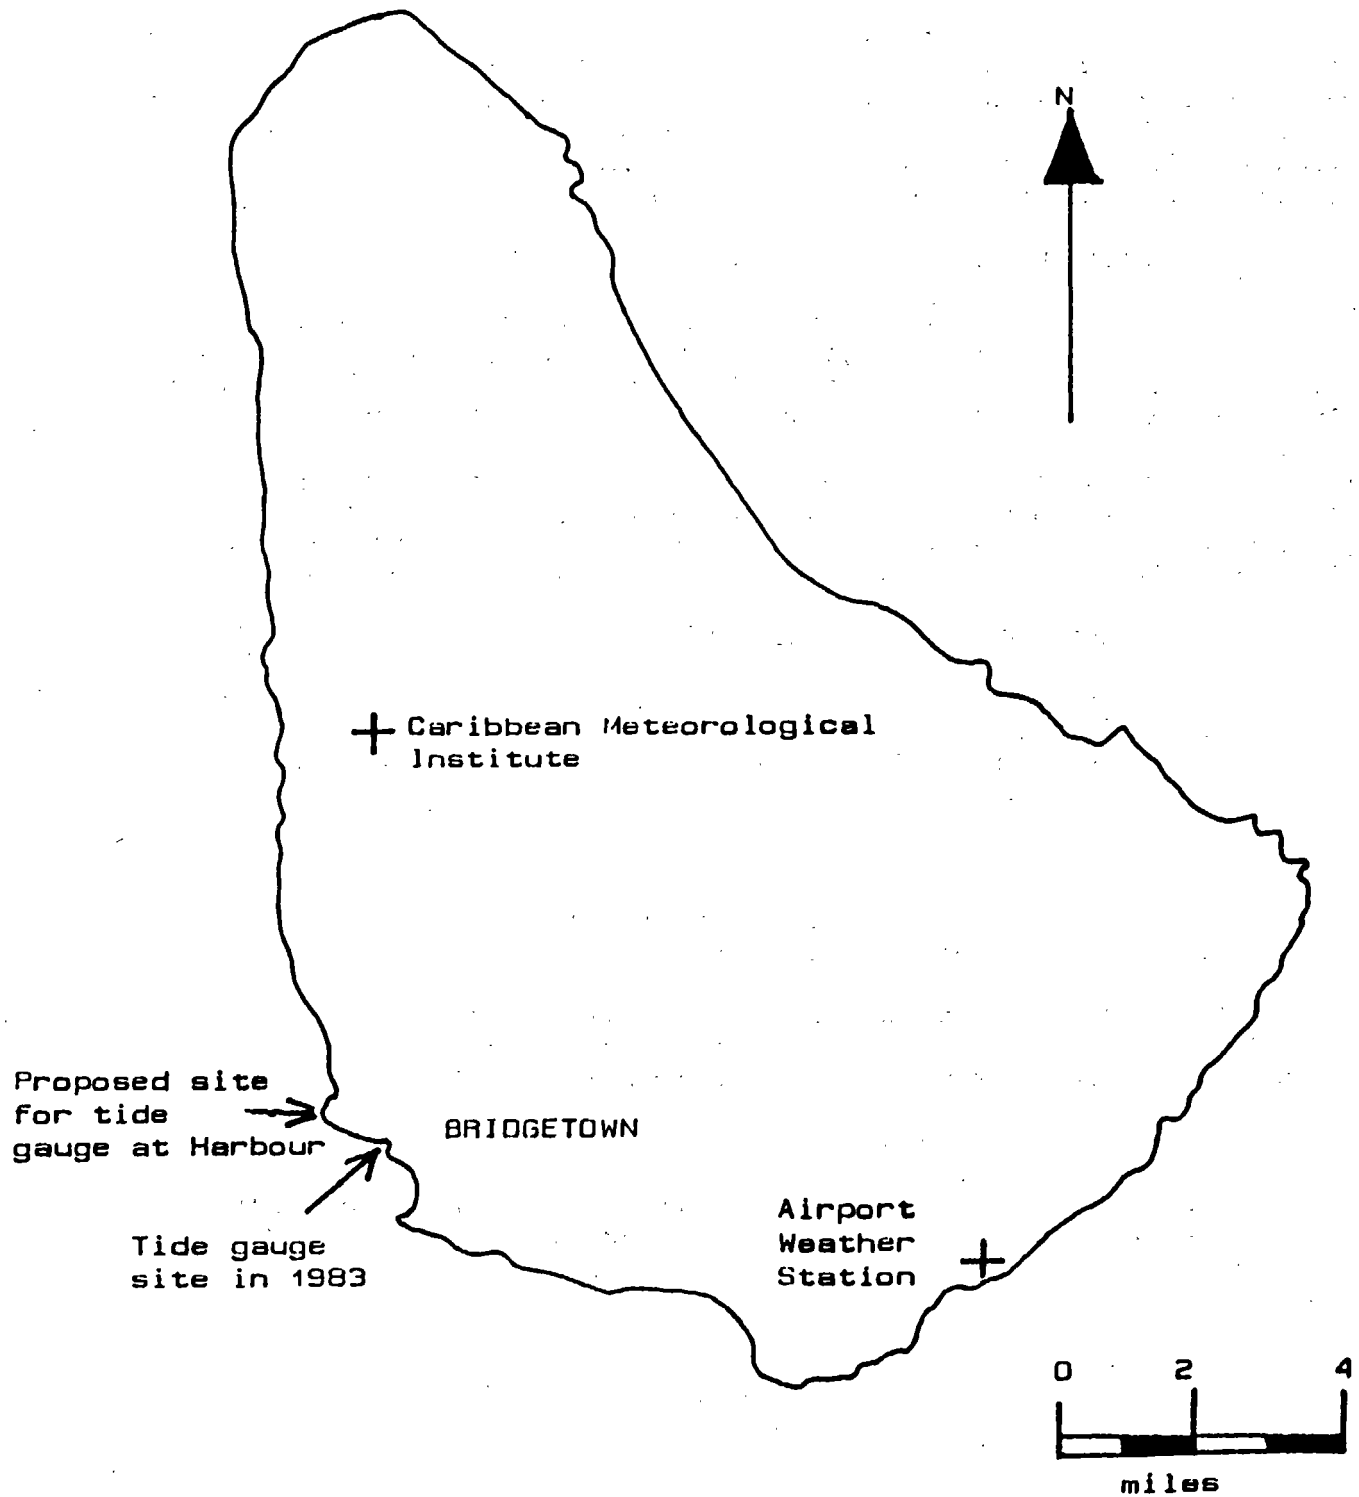 N
Caribbean Meteorological
Institute
Proposed site
for tide
gauge at Harbour
BRIDGETOWN
Tide gauge
site in 1983
Airport
Weather
Station
0 2 4
miles